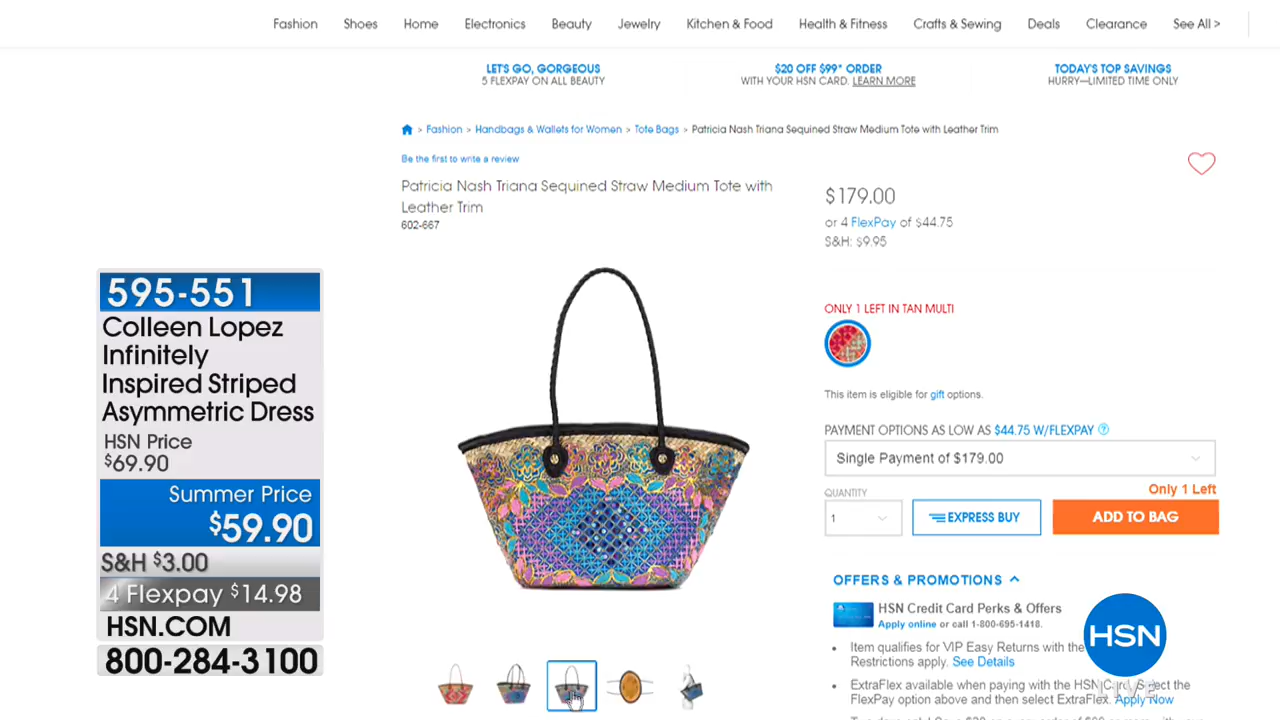 Fashion Shoes Home Electronics Beauty Jewelry Kitchen & Food Health & Fitness Crafts & Sewing Deals Clearance See All >
LET'S GO, GORGEOUS
5 FLEXPAY ON ALL BEAUTY
$20 OFF $99* ORDER
WITH YOUR HSN CARD. LEARN MORE
TODAY'S TOP SAVINGS
HURRY—LIMITED TIME ONLY
> Fashion > Handbags & Wallets for Women > Tote Bags > Patricia Nash Triana Sequined Straw Medium Tote with Leather Trim
Be the first to write a review
Patricia Nash Triana Sequined Straw Medium Tote with
Leather Trim
602-667
$179.00
or 4 FlexPay of $44.75
S&H: $9.95
ONLY 1 LEFT IN TAN MULTI
This item is eligible for gift options.
PAYMENT OPTIONS AS LOW AS $44.75 W/FLEXPAY ?
Single Payment of $179.00
Only 1 Left
QUANTITY
1
EXPRESS BUY
ADD TO BAG
OFFERS & PROMOTIONS
HSN Credit Card Perks & Offers
Apply online or call 1-800-695-1418.
Item qualifies for VIP Easy Returns with the
Restrictions apply. See Details
ExtraFlex available when paying with the HSN Card. Select the
FlexPay option above and then select ExtraFlex. Apply Now
HSN
LIVE
595-551
Colleen Lopez
Infinitely
Inspired Striped
Asymmetric Dress
HSN Price
$69.90
Summer Price
$59.90
S&H $3.00
4 Flexpay $14.98
HSN.COM
800-284-3100